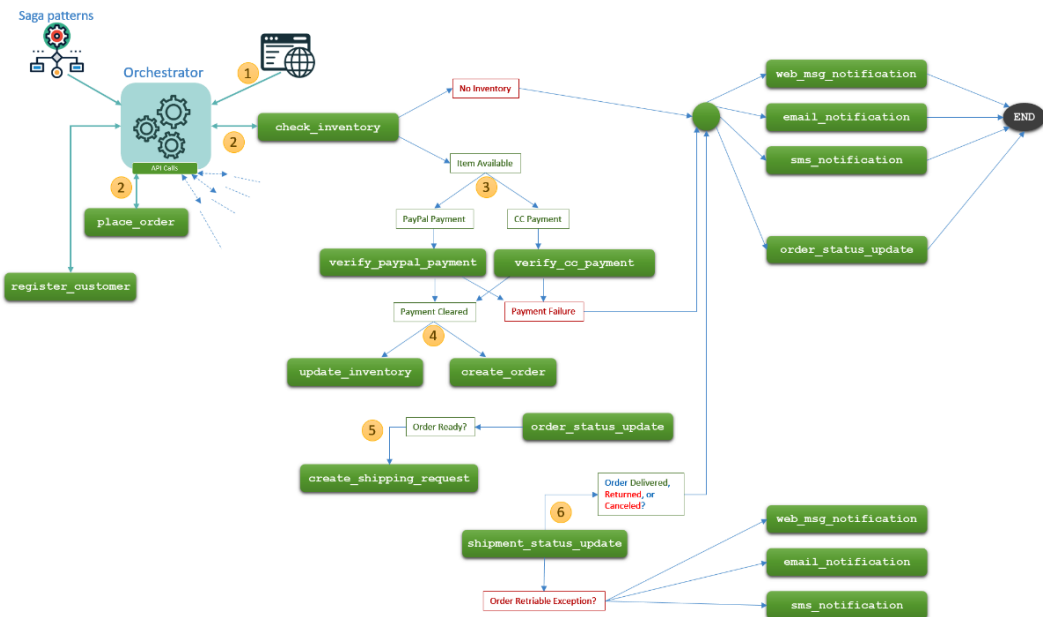 Saga patterns
Orchestrator
1
2
check_inventory
API Calls
2
place_order
register_customer
No Inventory
Item Available
3
PayPal Payment
CC Payment
verify_paypal_payment
verify_cc_payment
Payment Cleared
Payment Failure
4
update_inventory
create_order
5
Order Ready?
order_status_update
create_shipping_request
Order Delivered,
Returned, or
Canceled?
6
shipment_status_update
Order Retriable Exception?
web_msg_notification
email_notification
sms_notification
order_status_update
END
web_msg_notification
email_notification
sms_notification